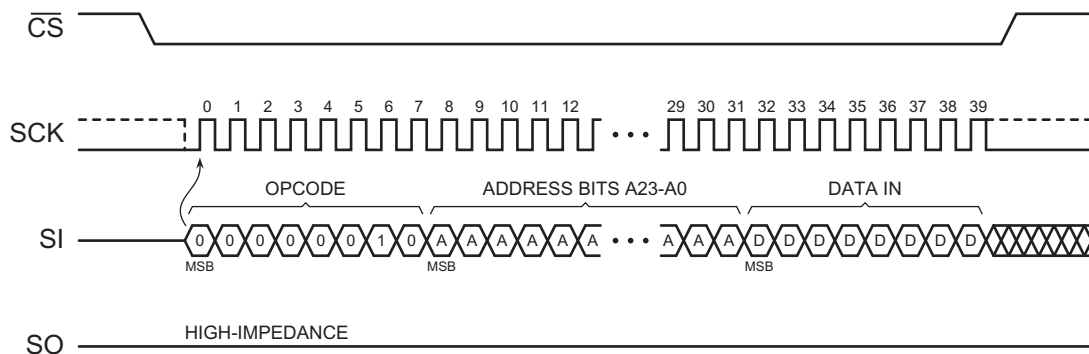 CS
SCK
0 1 2 3 4 5 6 7 8 9 10 11 12 29 30 31 32 33 34 35 36 37 38 39
OPCODE ADDRESS BITS A23-A0 DATA IN
SI
0 0 0 0 0 0 1 0 A A A A A A A A A D D D D D D D D
MSB MSB MSB
HIGH-IMPEDANCE
SO